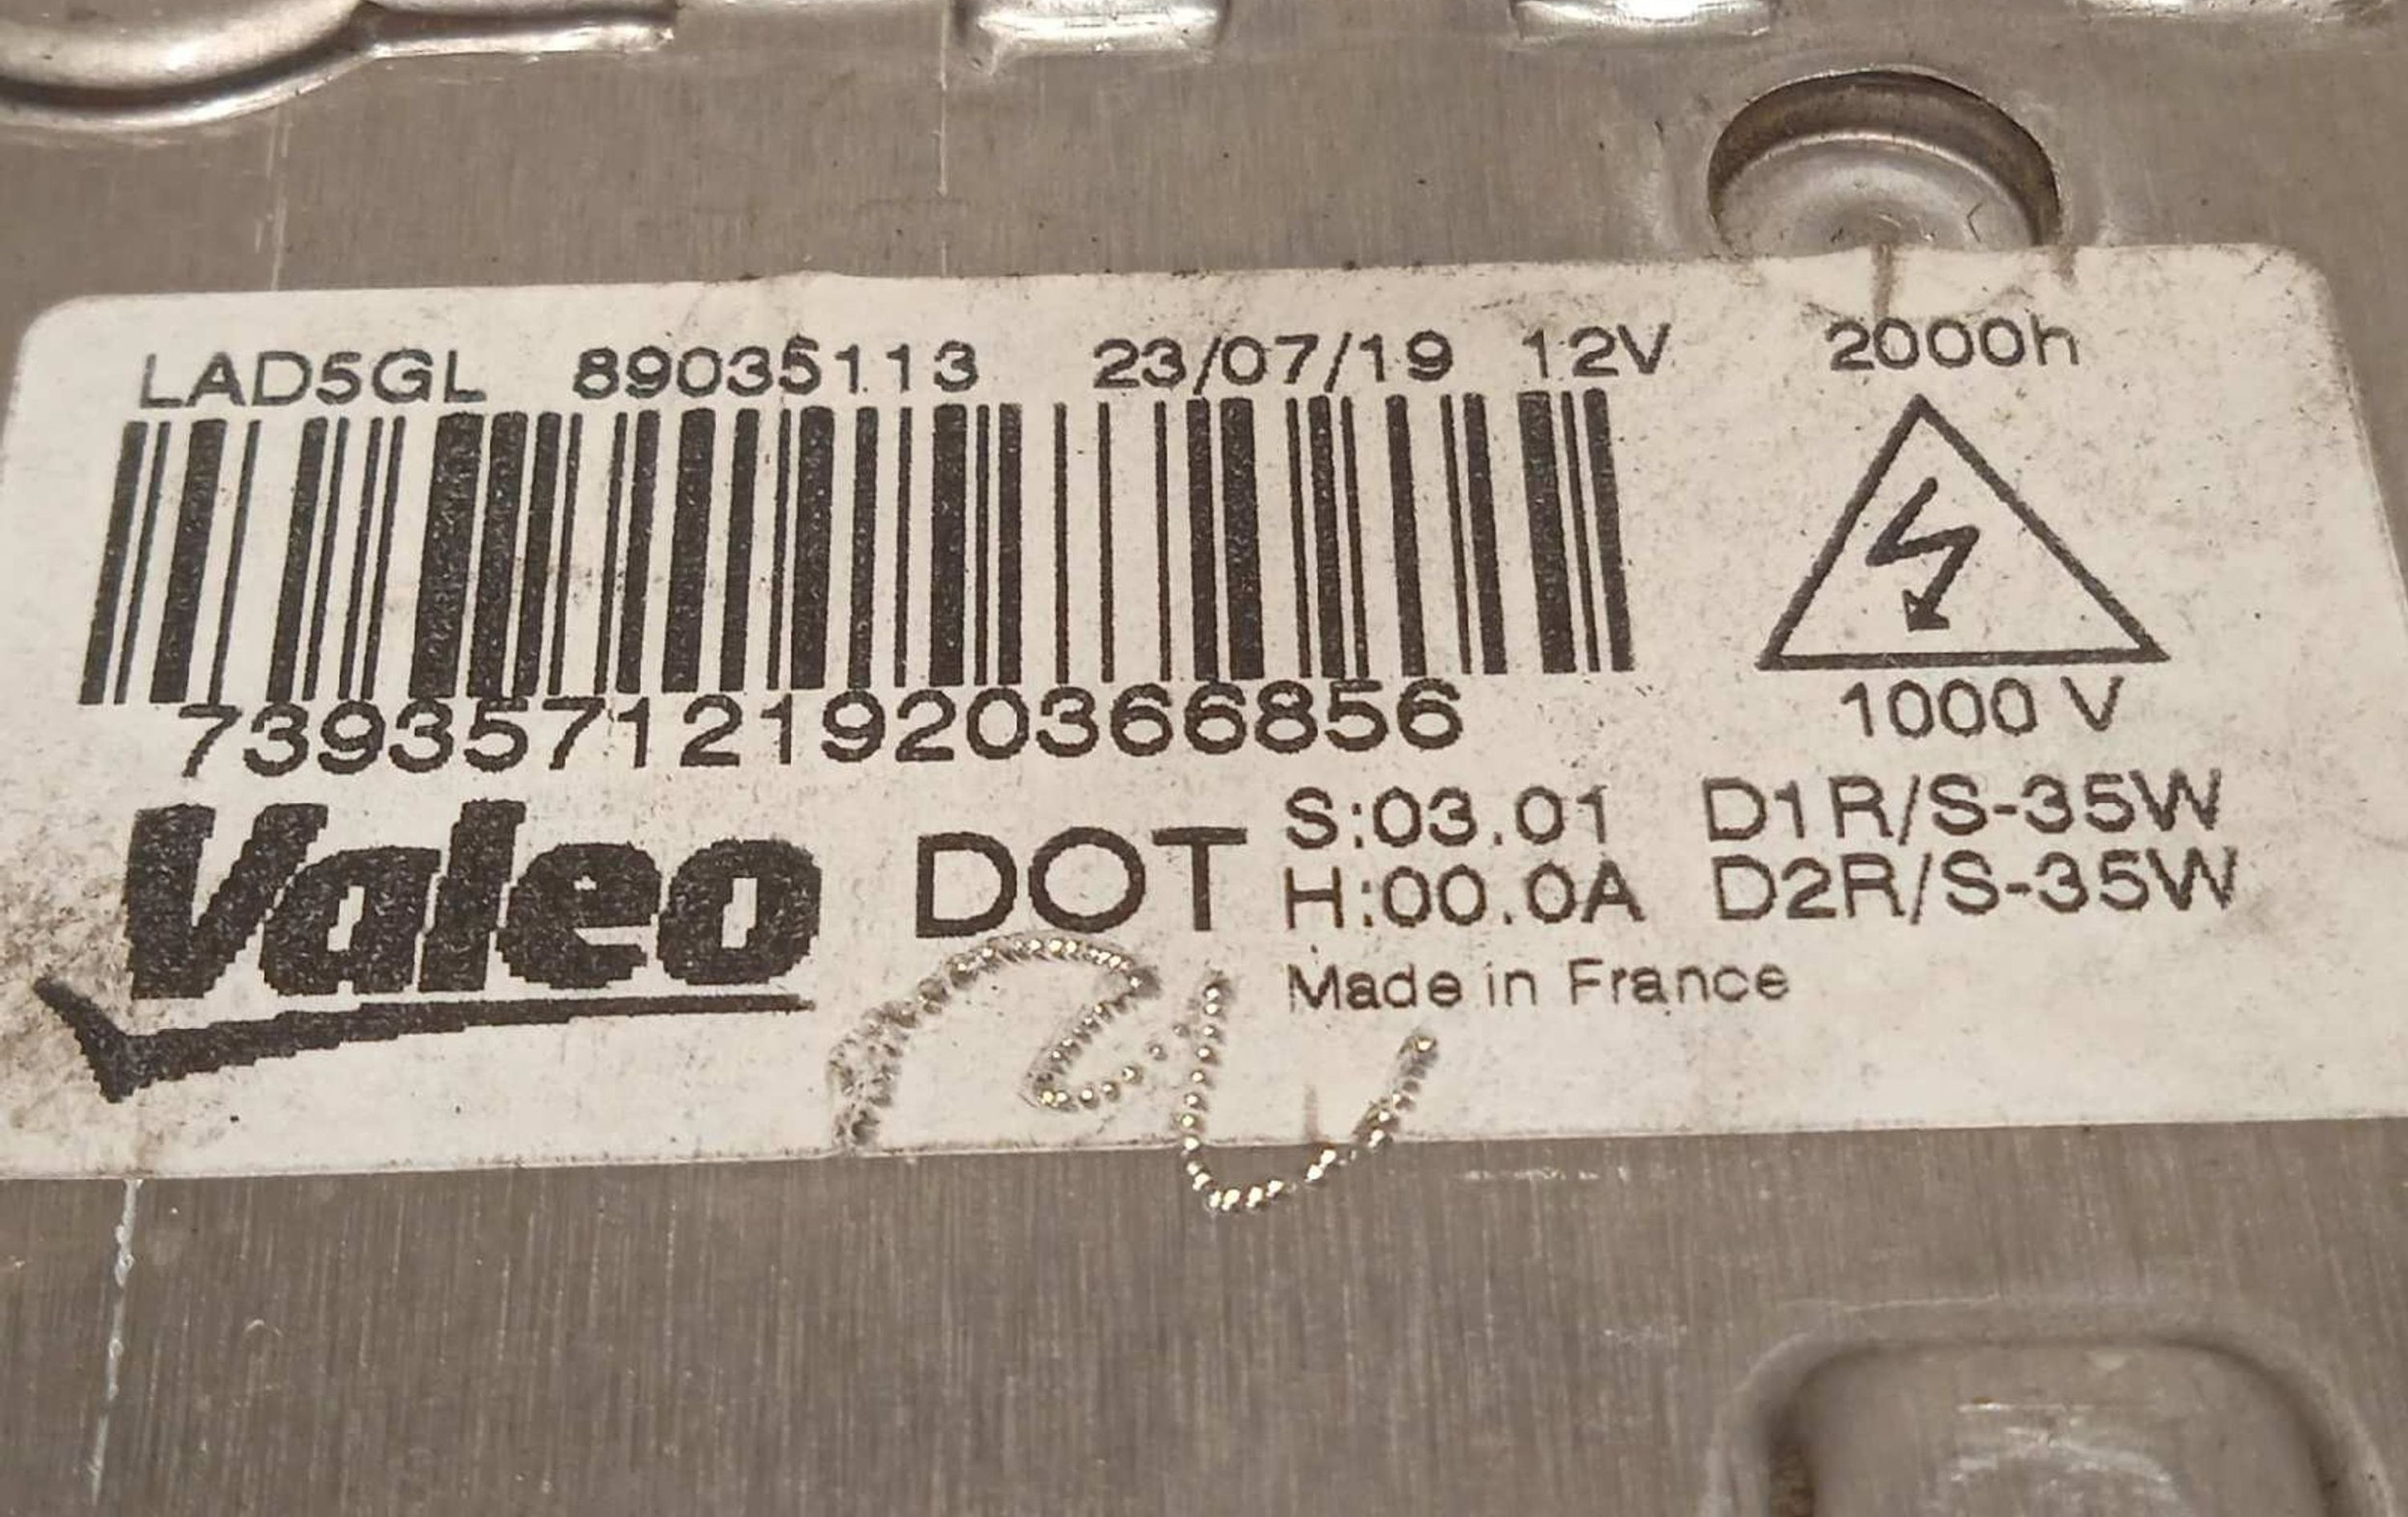 LAD5GL 89035113 23/07/19 12V 2000h
739357121920366856
1000 V
Valeo DOT
S:03.01 D1R/S-35W
H:00.0A D2R/S-35W
Made in France